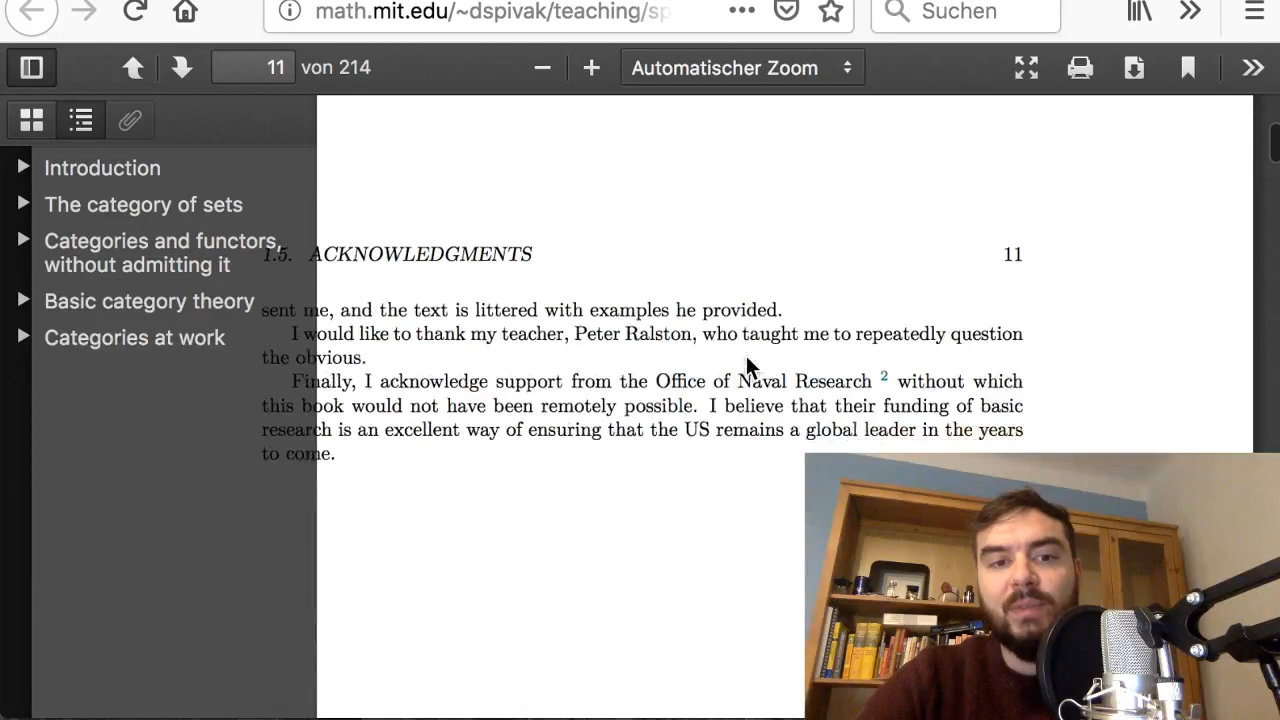 math.mit.edu/~dspivak/teaching/sp
Suchen
11 von 214
Automatischer Zoom
Introduction
The category of sets
Categories and functors,
without admitting it
Basic category theory
Categories at work
1.5. ACKNOWLEDGMENTS 11
sent me, and the text is littered with examples he provided.
I would like to thank my teacher, Peter Ralston, who taught me to repeatedly question
the obvious.
Finally, I acknowledge support from the Office of Naval Research 2 without which
this book would not have been remotely possible. I believe that their funding of basic
research is an excellent way of ensuring that the US remains a global leader in the years
to come.